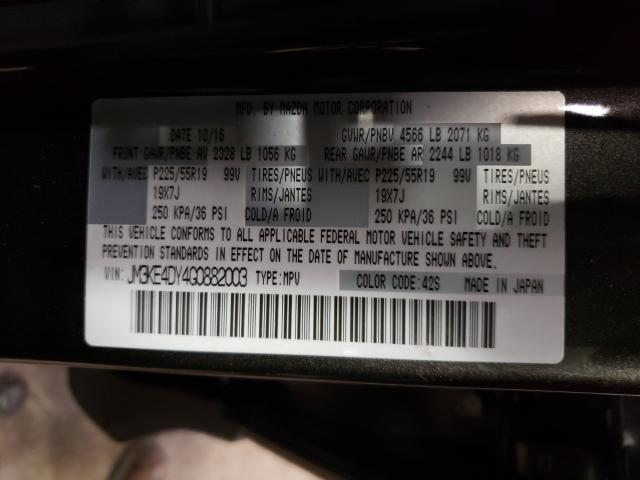 MFD. BY MAZDA MOTOR CORPORATION
DATE 10/16 GVWR/PNBV 4566 LB 2071 KG
FRONT GAWR/PNBE AV 2328 LB 1056 KG REAR GAWR/PNBE AR 2244 LB 1018 KG
WITH/AVEC P225/55R19 99V TIRES/PNEUS WITH/AVEC P225/55R19 99V TIRES/PNEUS
19X7J RIMS/JANTES 19X7J RIMS/JANTES
250 KPA/36 PSI COLD/A FROID 250 KPA/36 PSI COLD/A FROID
THIS VEHICLE CONFORMS TO ALL APPLICABLE FEDERAL MOTOR VEHICLE SAFETY AND THEFT
PREVENTION STANDARDS IN EFFECT ON THE DATE OF MANUFACTURE SHOWN ABOVE.
VIN: JM3KE4DY4G0882003 TYPE:MPV COLOR CODE:42S MADE IN JAPAN